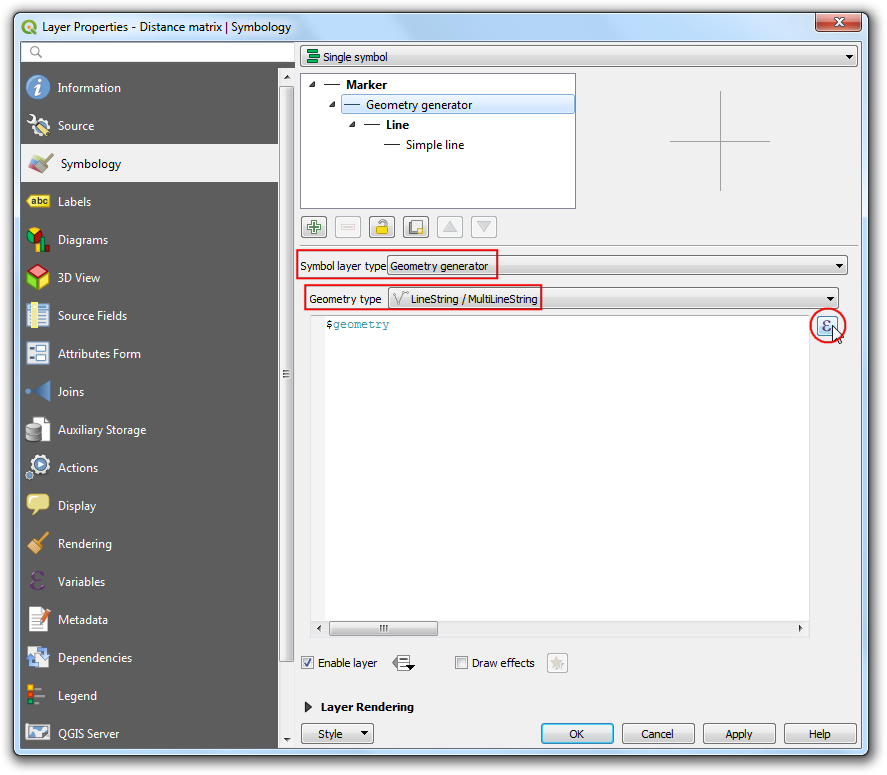 Layer Properties - Distance matrix | Symbology
Information
Source
Symbology
abc Labels
Diagrams
3D View
Source Fields
Attributes Form
Joins
Auxiliary Storage
Actions
Display
Rendering
Variables
Metadata
Dependencies
Legend
QGIS Server
Single symbol
Marker
Geometry generator
Line
Simple line
Symbol layer type Geometry generator
Geometry type LineString / MultiLineString
$geometry
ε
Enable layer
Draw effects
Layer Rendering
Style
OK
Cancel
Apply
Help